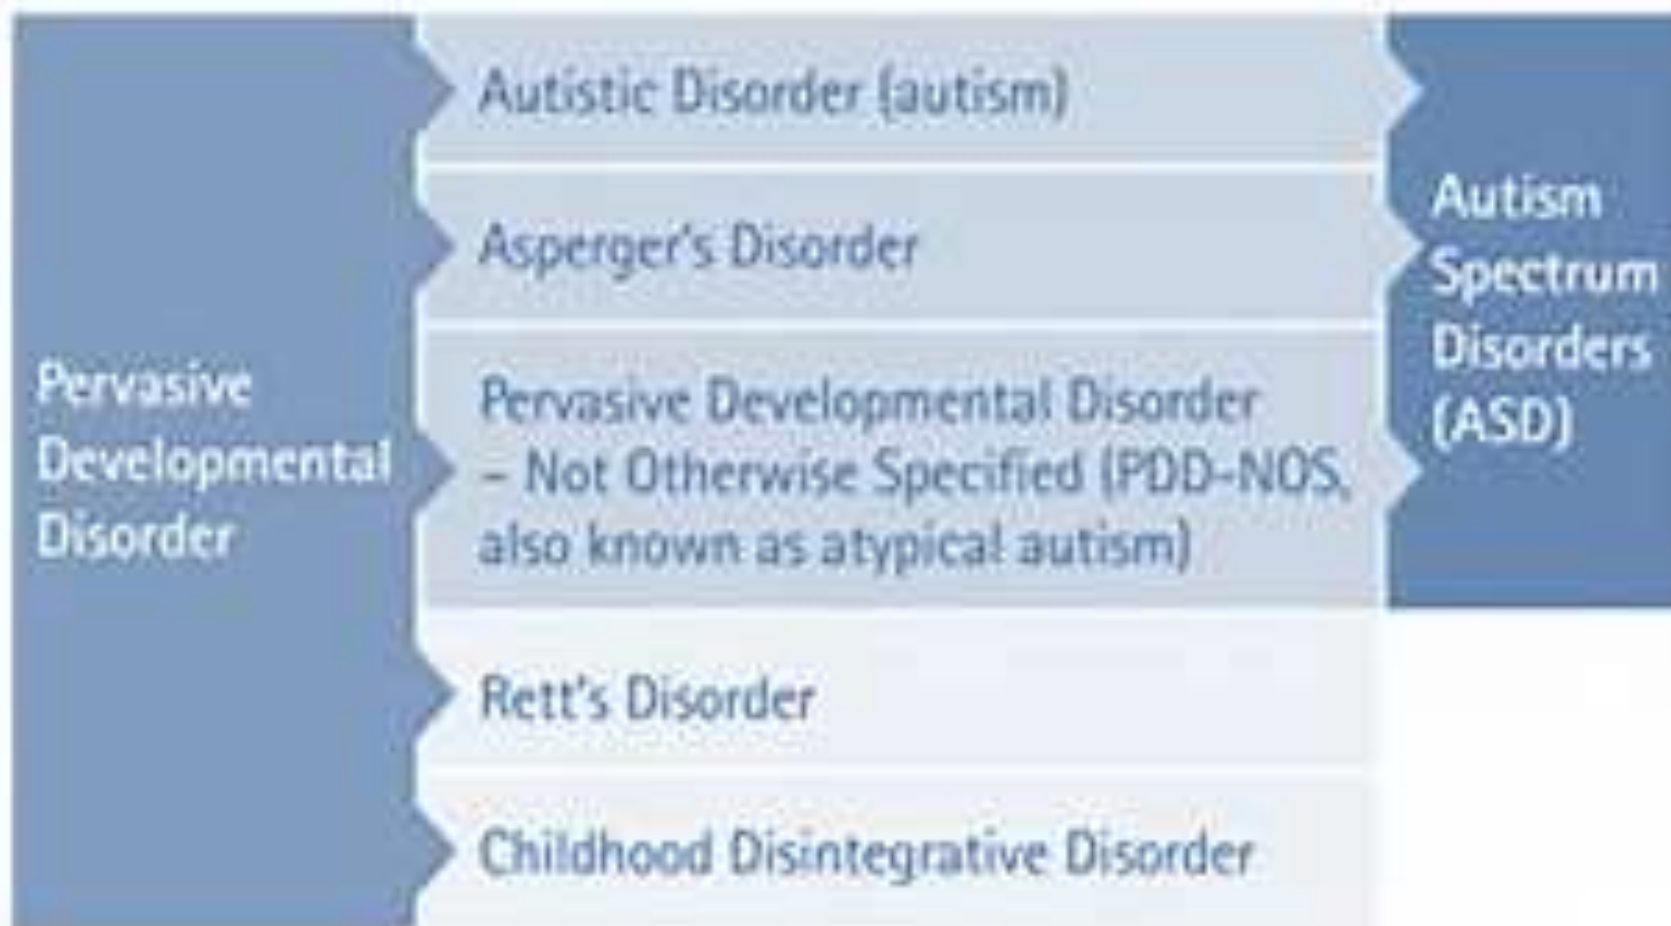 Pervasive
Developmental
Disorder
Autistic Disorder (autism)
Asperger's Disorder
Pervasive Developmental Disorder
– Not Otherwise Specified (PDD-NOS,
also known as atypical autism)
Rett's Disorder
Childhood Disintegrative Disorder
Autism
Spectrum
Disorders
(ASD)